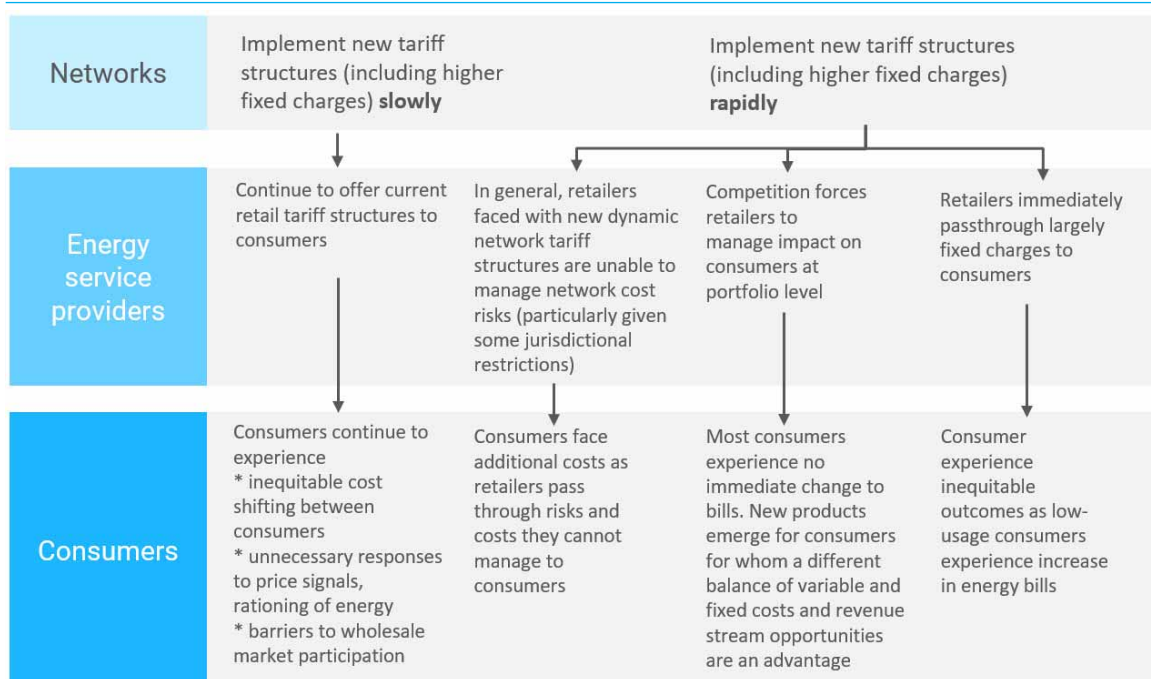 Networks
Implement new tariff
structures (including higher
fixed charges) slowly
Implement new tariff structures
(including higher fixed charges)
rapidly
Energy
service
providers
Continue to offer current
retail tariff structures to
consumers
In general, retailers
faced with new dynamic
network tariff
structures are unable to
manage network cost
risks (particularly given
some jurisdictional
restrictions)
Competition forces
retailers to
manage impact on
consumers at
portfolio level
Retailers immediately
passthrough largely
fixed charges to
consumers
Consumers
Consumers continue to
experience
* inequitable cost
shifting between
consumers
* unnecessary responses
to price signals,
rationing of energy
* barriers to wholesale
market participation
Consumers face
additional costs as
retailers pass
through risks and
costs they cannot
manage to
consumers
Most consumers
experience no
immediate change to
bills. New products
emerge for consumers
for whom a different
balance of variable and
fixed costs and revenue
stream opportunities
are an advantage
Consumer
experience
inequitable
outcomes as low-
usage consumers
experience increase
in energy bills